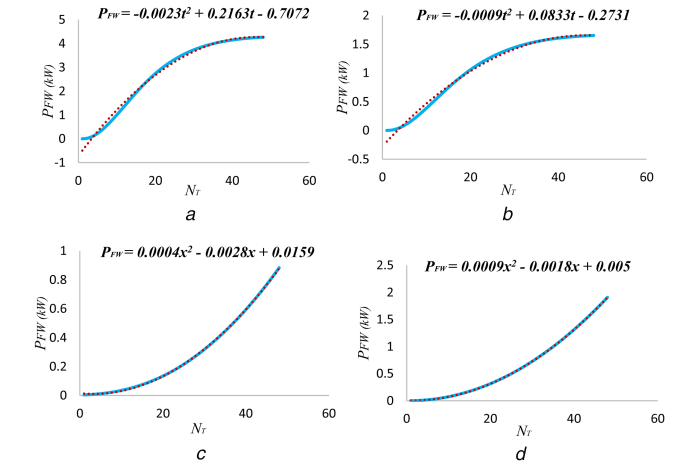 P_FW = -0.0023t² + 0.2163t - 0.7072
5
4
3
2
1
0
-1
P_FW (kW)
0 20 40 60
N_T
a
P_FW = -0.0009t² + 0.0833t - 0.2731
2
1.5
1
0.5
0
-0.5
P_FW (kW)
0 20 40 60
N_T
b
P_FW = 0.0004x² - 0.0028x + 0.0159
1
0.8
0.6
0.4
0.2
0
P_FW (kW)
0 20 40 60
N_T
c
P_FW = 0.0009x² - 0.0018x + 0.005
2.5
2
1.5
1
0.5
0
P_FW (kW)
0 20 40 60
N_T
d